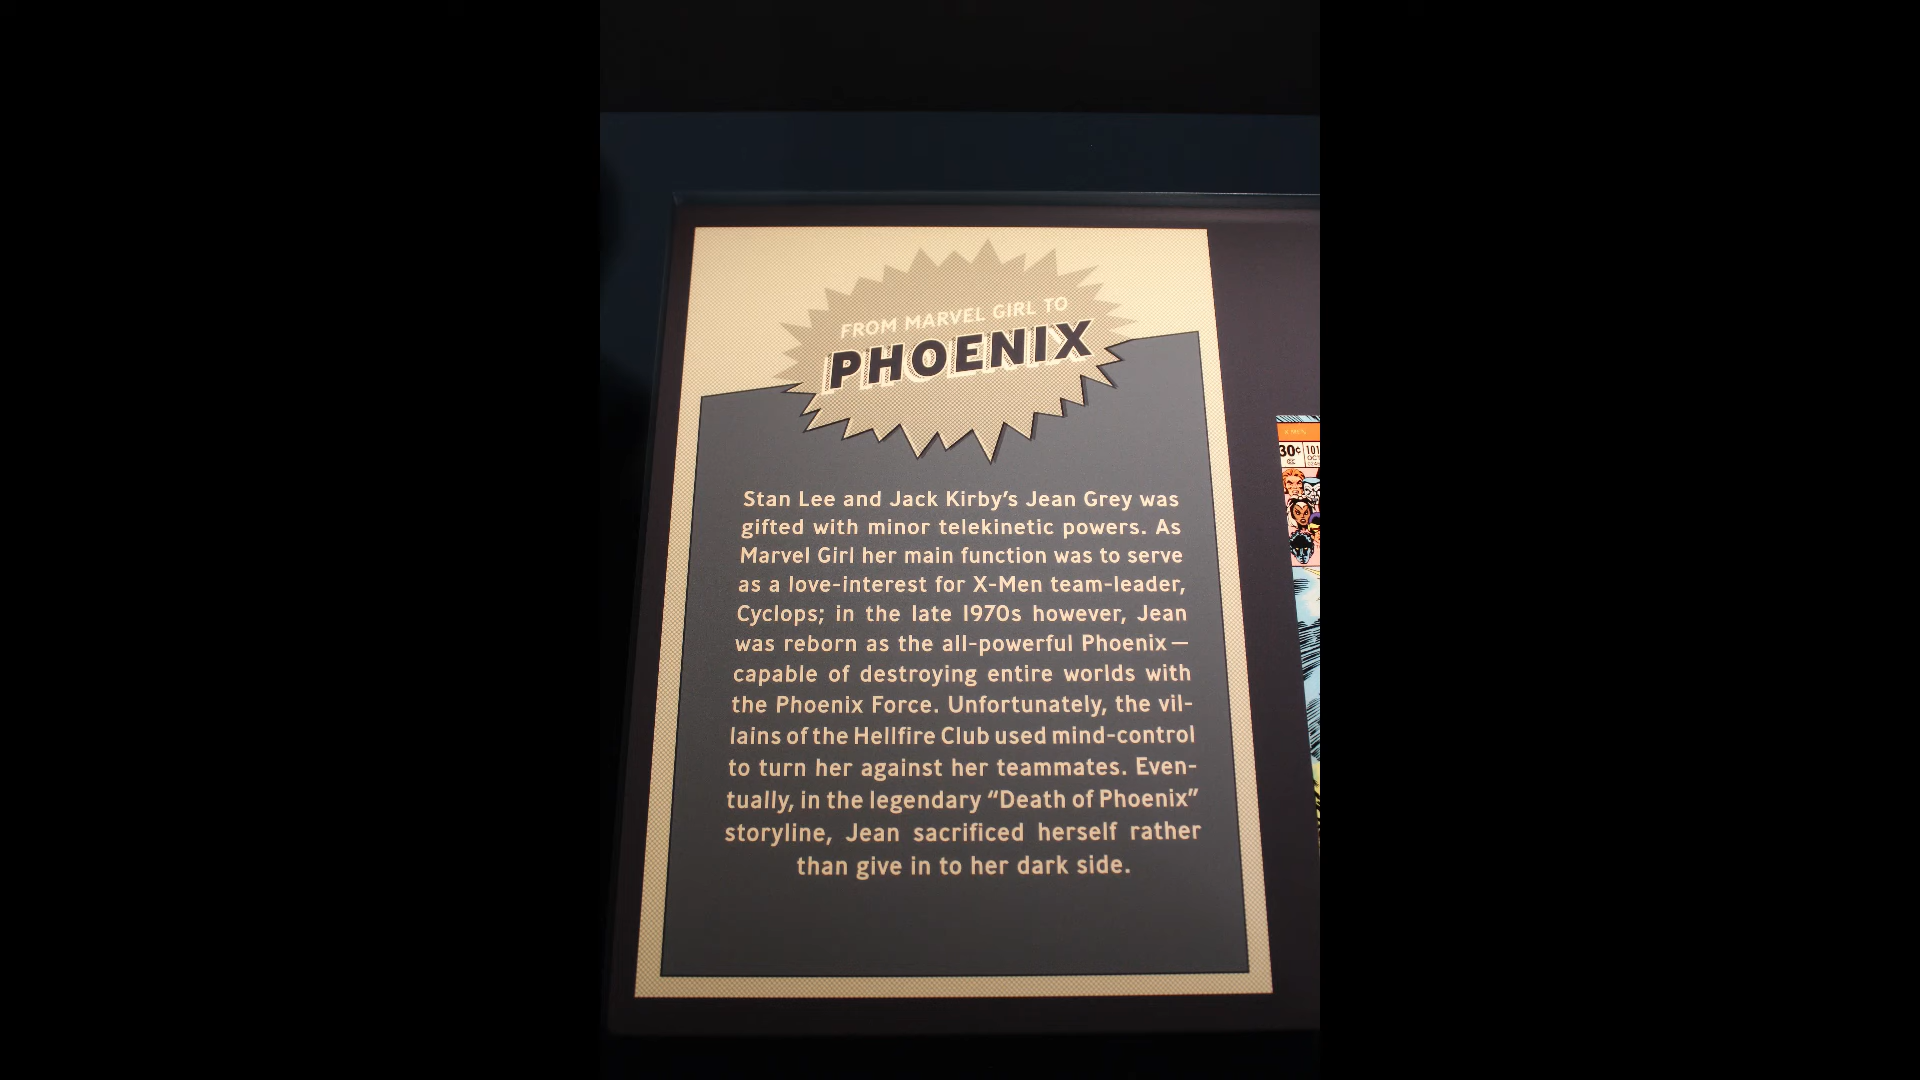 FROM MARVEL GIRL TO
PHOENIX
Stan Lee and Jack Kirby's Jean Grey was
gifted with minor telekinetic powers. As
Marvel Girl her main function was to serve
as a love-interest for X-Men team-leader,
Cyclops; in the late 1970s however, Jean
was reborn as the all-powerful Phoenix—
capable of destroying entire worlds with
the Phoenix Force. Unfortunately, the vil-
lains of the Hellfire Club used mind-control
to turn her against her teammates. Even-
tually, in the legendary “Death of Phoenix”
storyline, Jean sacrificed herself rather
than give in to her dark side.
30¢ 101
OCT